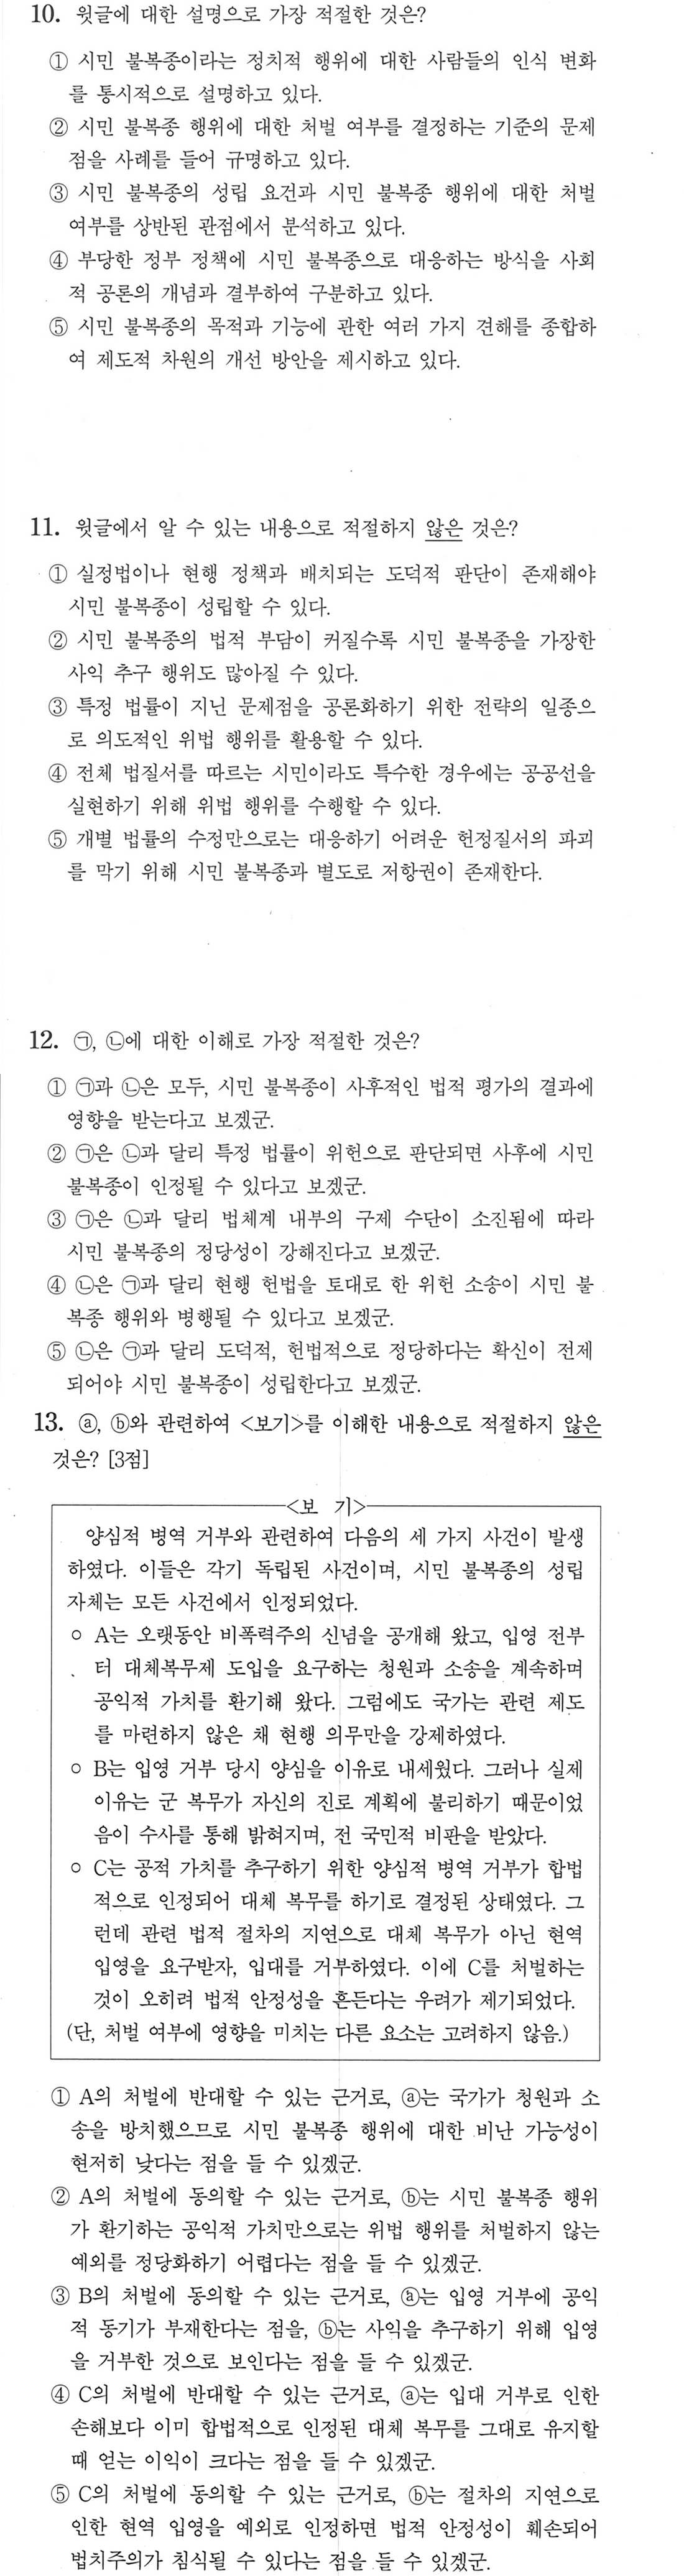 10. 윗글에 대한 설명으로 가장 적절한 것은?
① 시민 불복종이라는 정치적 행위에 대한 사람들의 인식 변화
를 통시적으로 설명하고 있다.
② 시민 불복종 행위에 대한 처벌 여부를 결정하는 기준의 문제
점을 사례를 들어 규명하고 있다.
③ 시민 불복종의 성립 요건과 시민 불복종 행위에 대한 처벌
여부를 상반된 관점에서 분석하고 있다.
④ 부당한 정부 정책에 시민 불복종으로 대응하는 방식을 사회
적 공론의 개념과 결부하여 구분하고 있다.
⑤ 시민 불복종의 목적과 기능에 관한 여러 가지 견해를 종합하
여 제도적 차원의 개선 방안을 제시하고 있다.
11. 윗글에서 알 수 있는 내용으로 적절하지 않은 것은?
① 실정법이나 현행 정책과 배치되는 도덕적 판단이 존재해야
시민 불복종이 성립할 수 있다.
② 시민 불복종의 법적 부담이 커질수록 시민 불복종을 가장한
사익 추구 행위도 많아질 수 있다.
③ 특정 법률이 지닌 문제점을 공론화하기 위한 전략의 일종으
로 의도적인 위법 행위를 활용할 수 있다.
④ 전체 법질서를 따르는 시민이라도 특수한 경우에는 공공선을
실현하기 위해 위법 행위를 수행할 수 있다.
⑤ 개별 법률의 수정만으로는 대응하기 어려운 헌정질서의 파괴
를 막기 위해 시민 불복종과 별도로 저항권이 존재한다.
12. ㉠, ㉡에 대한 이해로 가장 적절한 것은?
① ㉠과 ㉡은 모두, 시민 불복종이 사후적인 법적 평가의 결과에
영향을 받는다고 보겠군.
② ㉠은 ㉡과 달리 특정 법률이 위헌으로 판단되면 사후에 시민
불복종이 인정될 수 있다고 보겠군.
③ ㉠은 ㉡과 달리 법체계 내부의 구제 수단이 소진됨에 따라
시민 불복종의 정당성이 강해진다고 보겠군.
④ ㉡은 ㉠과 달리 현행 헌법을 토대로 한 위헌 소송이 시민 불
복종 행위와 병행될 수 있다고 보겠군.
⑤ ㉡은 ㉠과 달리 도덕적, 헌법적으로 정당하다는 확신이 전제
되어야 시민 불복종이 성립한다고 보겠군.
13. ⓐ, ⓑ와 관련하여 <보기>를 이해한 내용으로 적절하지 않은
것은? [3점]
<보 기>
양심적 병역 거부와 관련하여 다음의 세 가지 사건이 발생
하였다. 이들은 각기 독립된 사건이며, 시민 불복종의 성립
자체는 모든 사건에서 인정되었다.
○ A는 오랫동안 비폭력주의 신념을 공개해 왔고, 입영 전부
터 대체복무제 도입을 요구하는 청원과 소송을 계속하며
공익적 가치를 환기해 왔다. 그럼에도 국가는 관련 제도
를 마련하지 않은 채 현행 의무만을 강제하였다.
○ B는 입영 거부 당시 양심을 이유로 내세웠다. 그러나 실제
이유는 군 복무가 자신의 진로 계획에 불리하기 때문이었
음이 수사를 통해 밝혀지며, 전 국민적 비판을 받았다.
○ C는 공적 가치를 추구하기 위한 양심적 병역 거부가 합법
적으로 인정되어 대체 복무를 하기로 결정된 상태였다. 그
런데 관련 법적 절차의 지연으로 대체 복무가 아닌 현역
입영을 요구받자, 입대를 거부하였다. 이에 C를 처벌하는
것이 오히려 법적 안정성을 흔든다는 우려가 제기되었다.
(단, 처벌 여부에 영향을 미치는 다른 요소는 고려하지 않음.)
① A의 처벌에 반대할 수 있는 근거로, ⓐ는 국가가 청원과 소
송을 방치했으므로 시민 불복종 행위에 대한 비난 가능성이
현저히 낮다는 점을 들 수 있겠군.
② A의 처벌에 동의할 수 있는 근거로, ⓑ는 시민 불복종 행위
가 환기하는 공익적 가치만으로는 위법 행위를 처벌하지 않는
예외를 정당화하기 어렵다는 점을 들 수 있겠군.
③ B의 처벌에 동의할 수 있는 근거로, ⓐ는 입영 거부에 공익
적 동기가 부재한다는 점을, ⓑ는 사익을 추구하기 위해 입영
을 거부한 것으로 보인다는 점을 들 수 있겠군.
④ C의 처벌에 반대할 수 있는 근거로, ⓐ는 입대 거부로 인한
손해보다 이미 합법적으로 인정된 대체 복무를 그대로 유지할
때 얻는 이익이 크다는 점을 들 수 있겠군.
⑤ C의 처벌에 동의할 수 있는 근거로, ⓑ는 절차의 지연으로
인한 현역 입영을 예외로 인정하면 법적 안정성이 훼손되어
법치주의가 침식될 수 있다는 점을 들 수 있겠군.